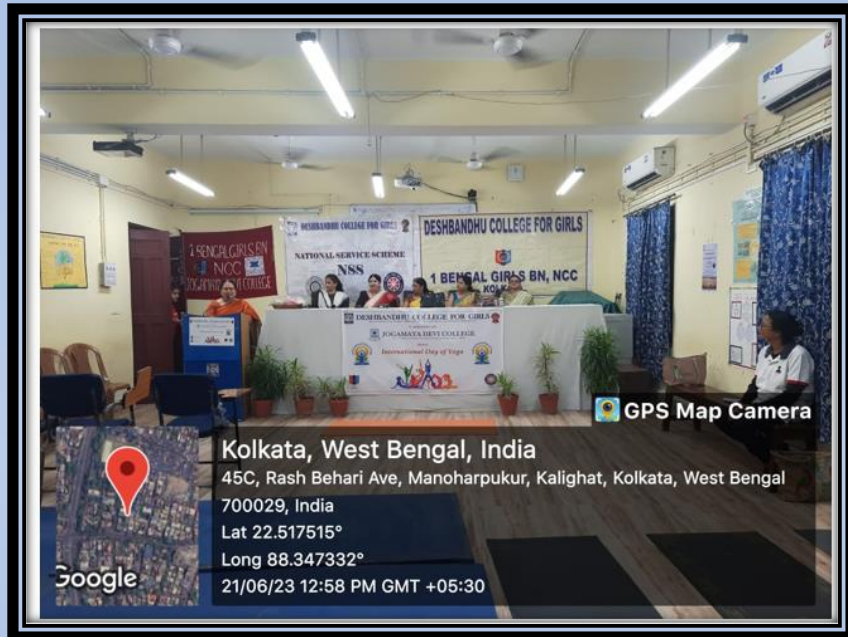 1 BENGAL GIRLS BN
NCC
JOGAMAYA DEVI COLLEGE
DESHBANDHU COLLEGE FOR GIRLS
NATIONAL SERVICE SCHEME
NSS
DESHBANDHU COLLEGE FOR GIRLS
1 BENGAL GIRLS BN, NCC
KOLKATA
DESHBANDHU COLLEGE FOR GIRLS
JOGAMAYA DEVI COLLEGE
International Day of Yoga
GPS Map Camera
Kolkata, West Bengal, India
45C, Rash Behari Ave, Manoharpukur, Kalighat, Kolkata, West Bengal
700029, India
Lat 22.517515°
Long 88.347332°
21/06/23 12:58 PM GMT +05:30
Google